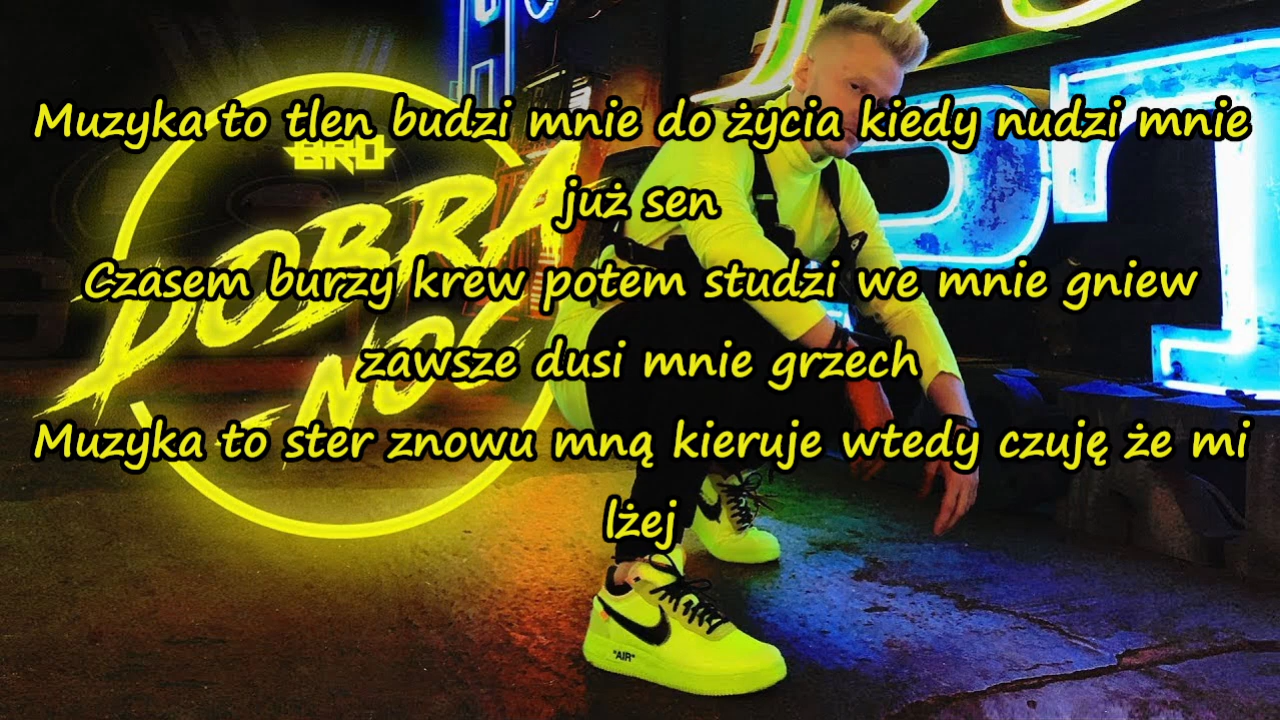 Muzyka to tlen budzi mnie do życia kiedy nudzi mnie
już sen
Czasem burzy krew potem studzi we mnie gniew
zawsze dusi mnie grzech
Muzyka to ster znowu mną kieruje wtedy czuję że mi
lżej
BRO
DOBRA
NOC
"AIR"